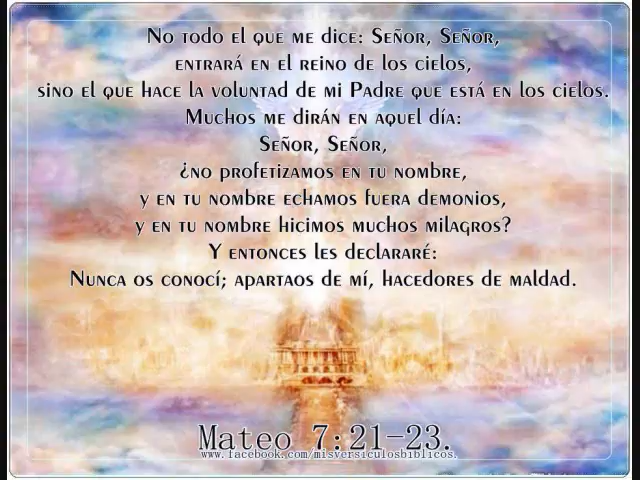 No todo el que me dice: Señor, Señor,
entrará en el reino de los cielos,
sino el que hace la voluntad de mi Padre que está en los cielos.
Muchos me dirán en aquel día:
Señor, Señor,
¿no profetizamos en tu nombre,
y en tu nombre echamos fuera demonios,
y en tu nombre hicimos muchos milagros?
Y entonces les declararé:
Nunca os conocí; apartaos de mí, hacedores de maldad.
Mateo 7:21-23.
www.facebook.com/misversiculosbiblicos.